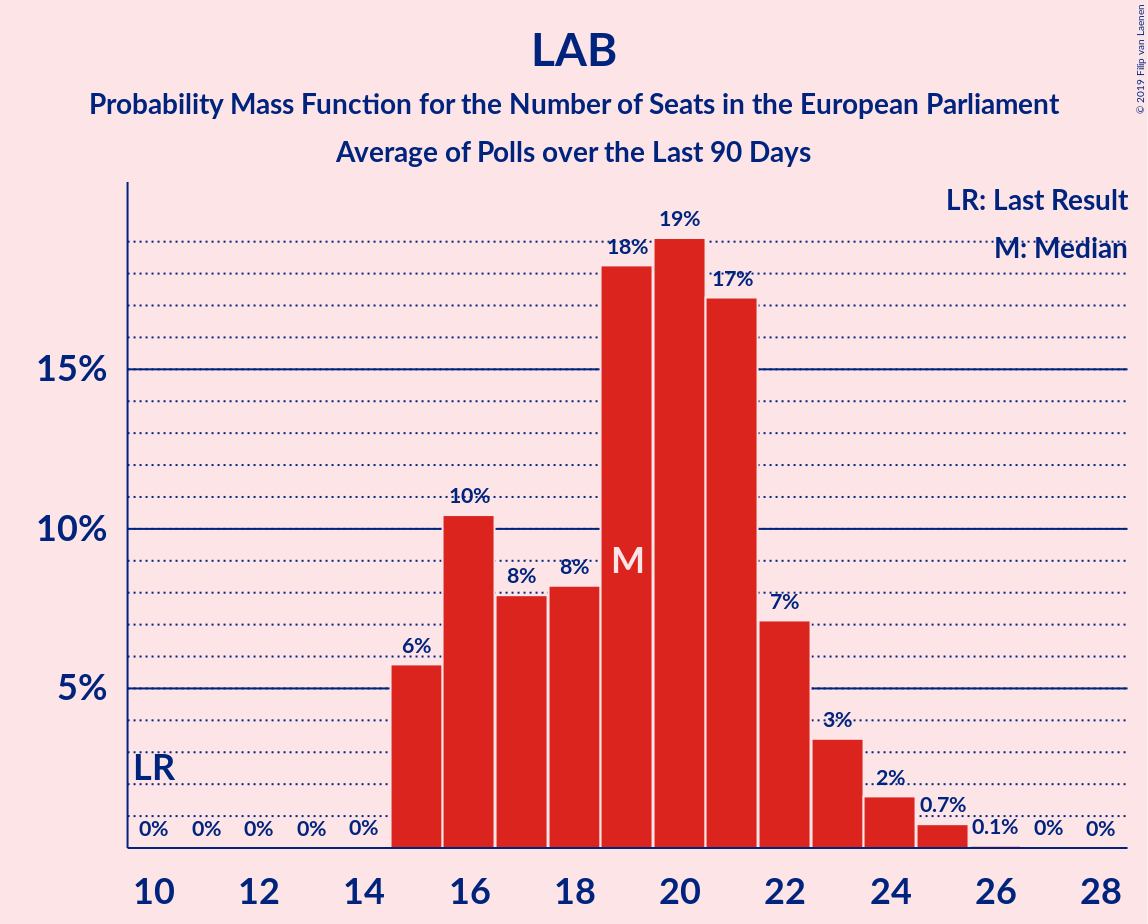 LAB
Probability Mass Function for the Number of Seats in the European Parliament
Average of Polls over the Last 90 Days
© 2019 Filip van Laenen
LR: Last Result
M: Median
19%
18%
17%
15%
10%
10%
8%
8%
M
7%
6%
5%
3%
LR
2%
0.7%
0% 0% 0% 0% 0% 0.1% 0% 0%
10 12 14 16 18 20 22 24 26 28